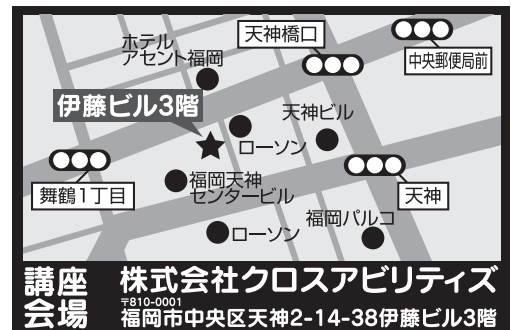 天神橋口
中央郵便局前
ホテル
アセント福岡
伊藤ビル3階
天神ビル
ローソン
舞鶴1丁目
福岡天神
センタービル
天神
福岡パルコ
ローソン
講座
会場
株式会社クロスアビリティズ
〒810-0001
福岡市中央区天神2-14-38伊藤ビル3階